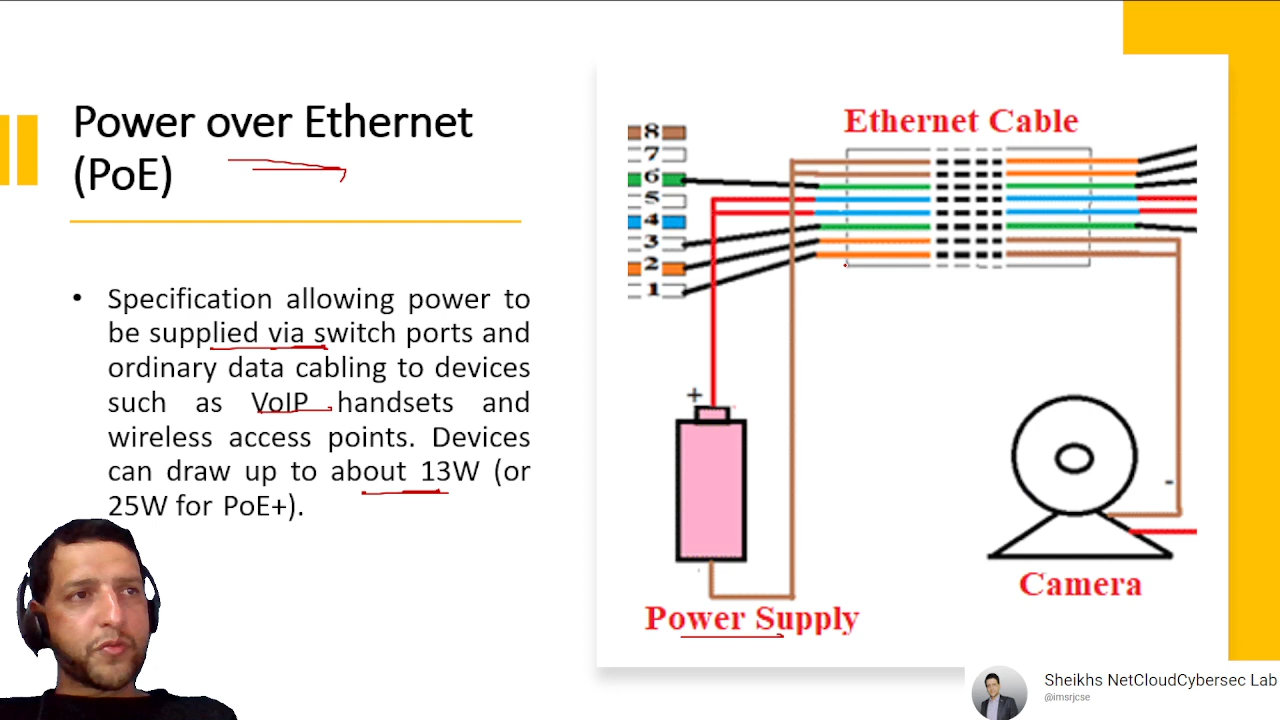 Power over Ethernet
(PoE)
• Specification allowing power to
be supplied via switch ports and
ordinary data cabling to devices
such as VoIP handsets and
wireless access points. Devices
can draw up to about 13W (or
25W for PoE+).
Ethernet Cable
8
7
6
5
4
3
2
1
+
-
Power Supply
Camera
Sheikhs NetCloudCybersec Lab
@imsrjcse